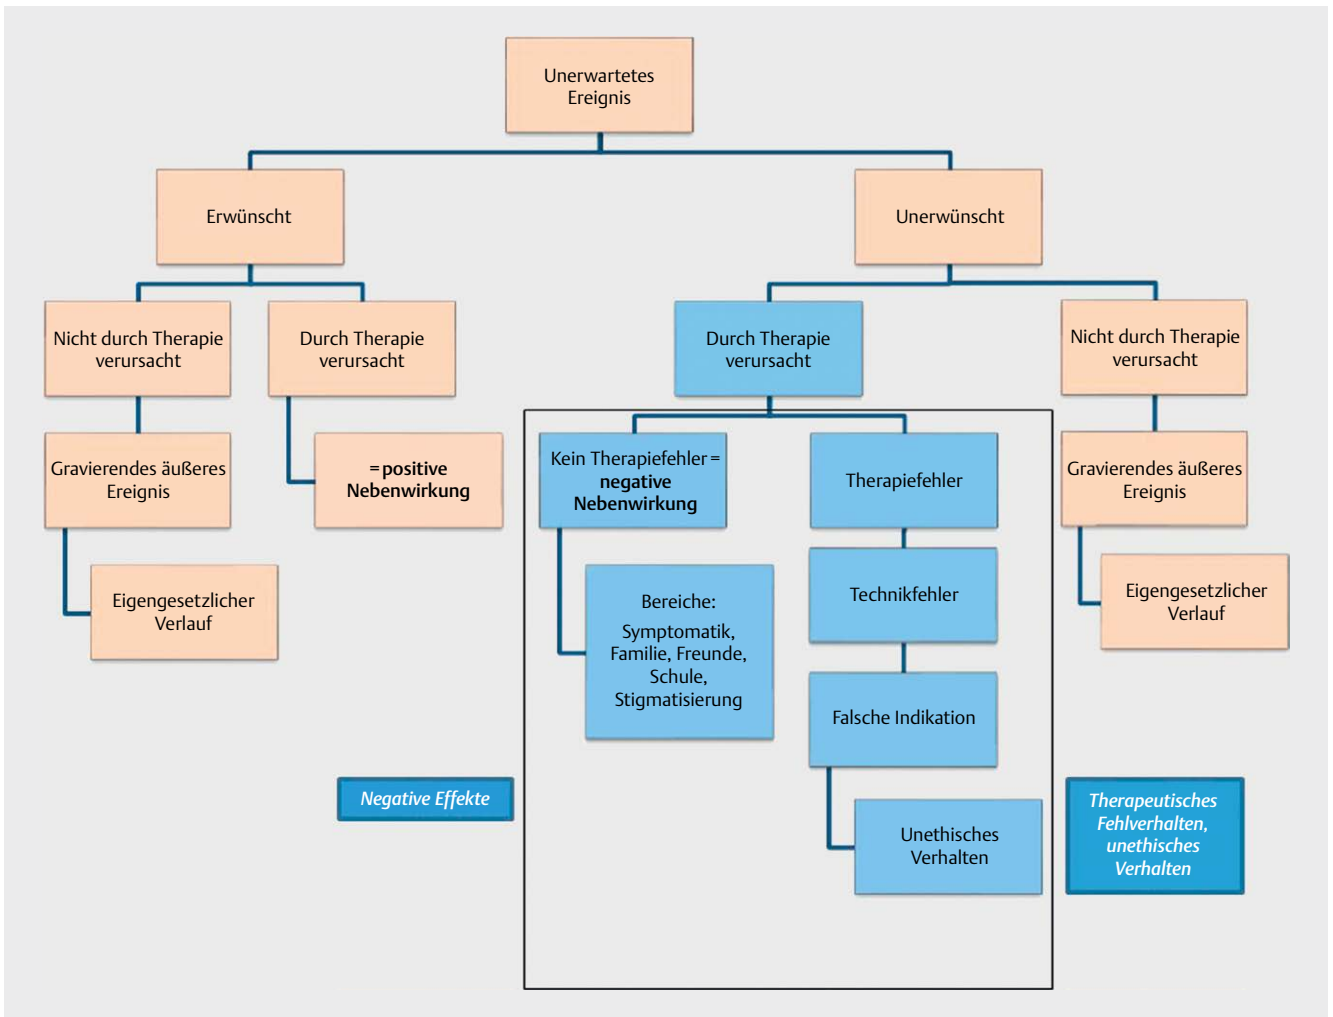 Unerwartetes
Ereignis
Erwünscht
Unerwünscht
Nicht durch Therapie
verursacht
Durch Therapie
verursacht
Durch Therapie
verursacht
Nicht durch Therapie
verursacht
Gravierendes äußeres
Ereignis
= positive
Nebenwirkung
Kein Therapiefehler =
negative
Nebenwirkung
Therapiefehler
Gravierendes äußeres
Ereignis
Eigengesetzlicher
Verlauf
Bereiche:
Symptomatik,
Familie, Freunde,
Schule,
Stigmatisierung
Technikfehler
Eigengesetzlicher
Verlauf
Falsche Indikation
Negative Effekte
Unethisches
Verhalten
Therapeutisches
Fehlverhalten,
unethisches
Verhalten